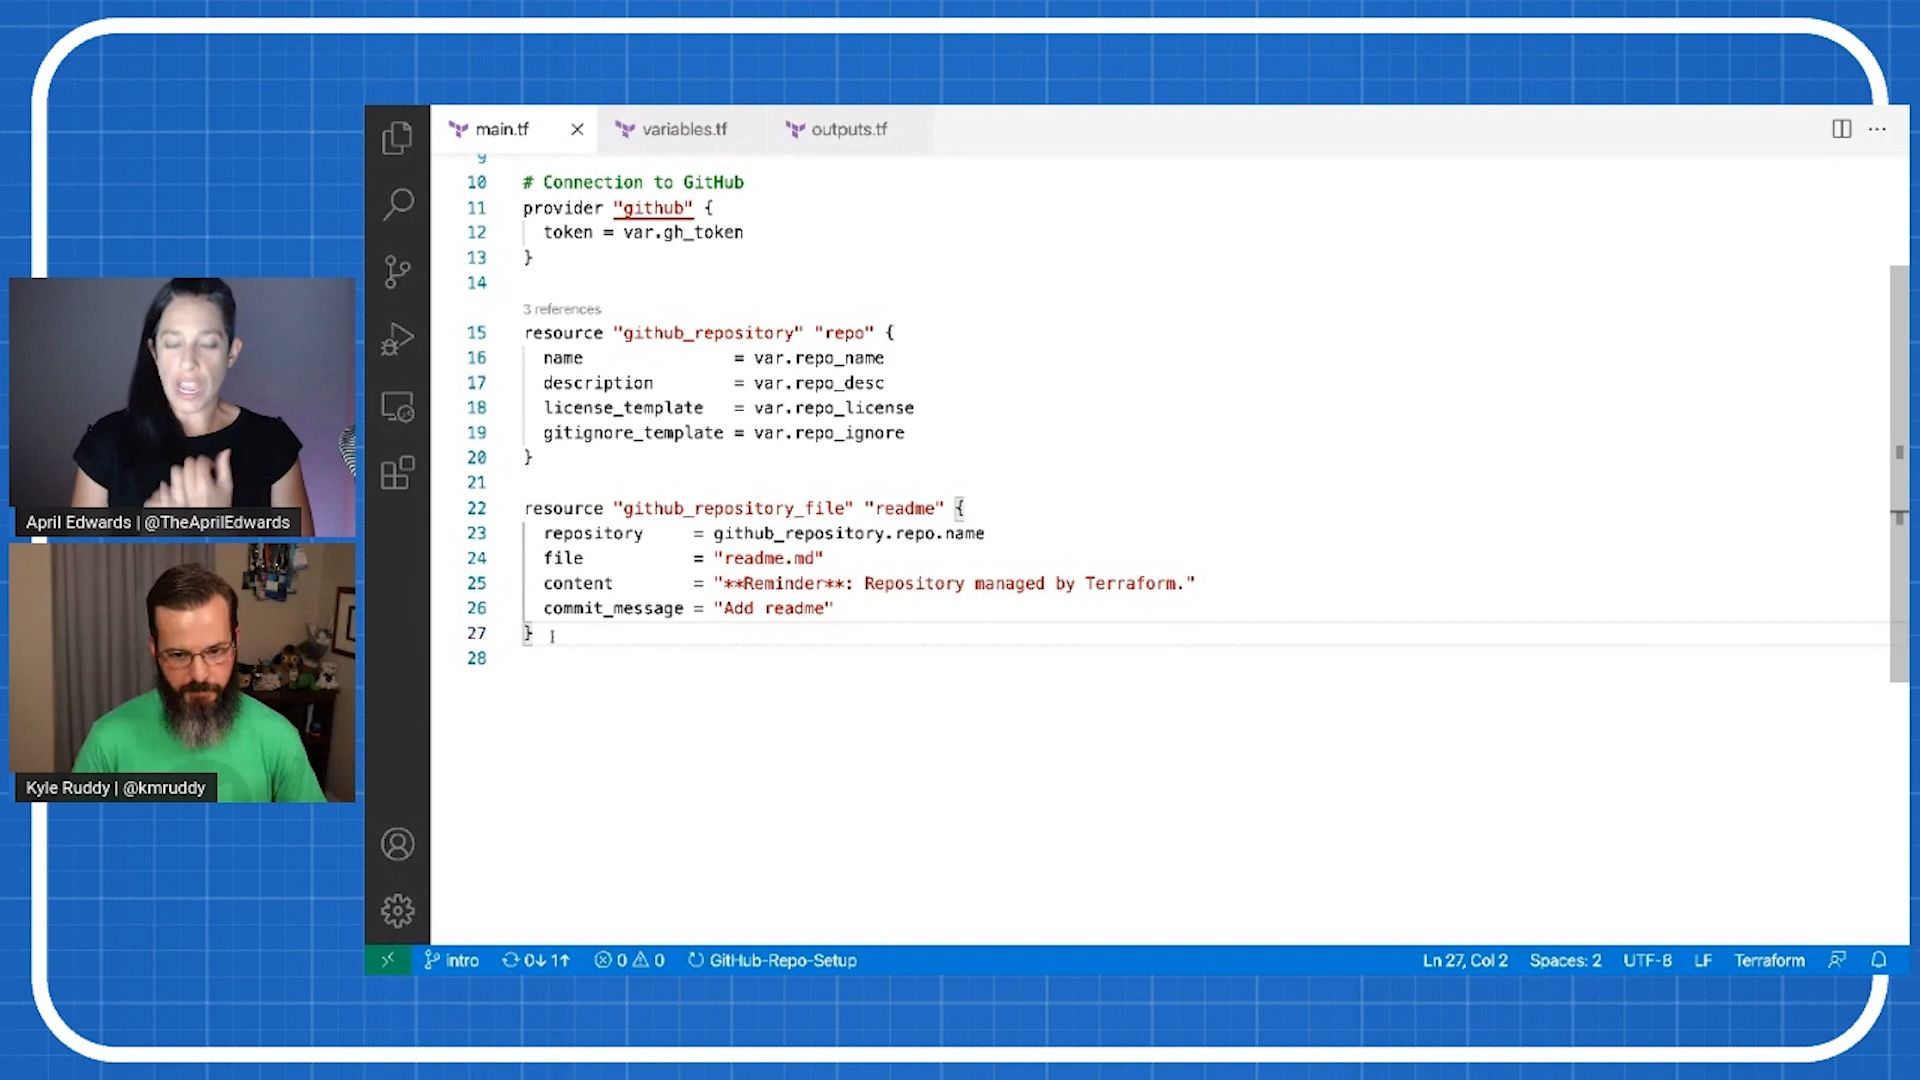 main.tf
variables.tf
outputs.tf
9
10 # Connection to GitHub
11 provider "github" {
12 token = var.gh_token
13 }
14
3 references
15 resource "github_repository" "repo" {
16 name = var.repo_name
17 description = var.repo_desc
18 license_template = var.repo_license
19 gitignore_template = var.repo_ignore
20 }
21
22 resource "github_repository_file" "readme" {
23 repository = github_repository.repo.name
24 file = "readme.md"
25 content = "**Reminder**: Repository managed by Terraform."
26 commit_message = "Add readme"
27 }
28
April Edwards | @TheAprilEdwards
Kyle Ruddy | @kmruddy
intro 0↓ 1↑ 0 0 GitHub-Repo-Setup Ln 27, Col 2 Spaces: 2 UTF-8 LF Terraform